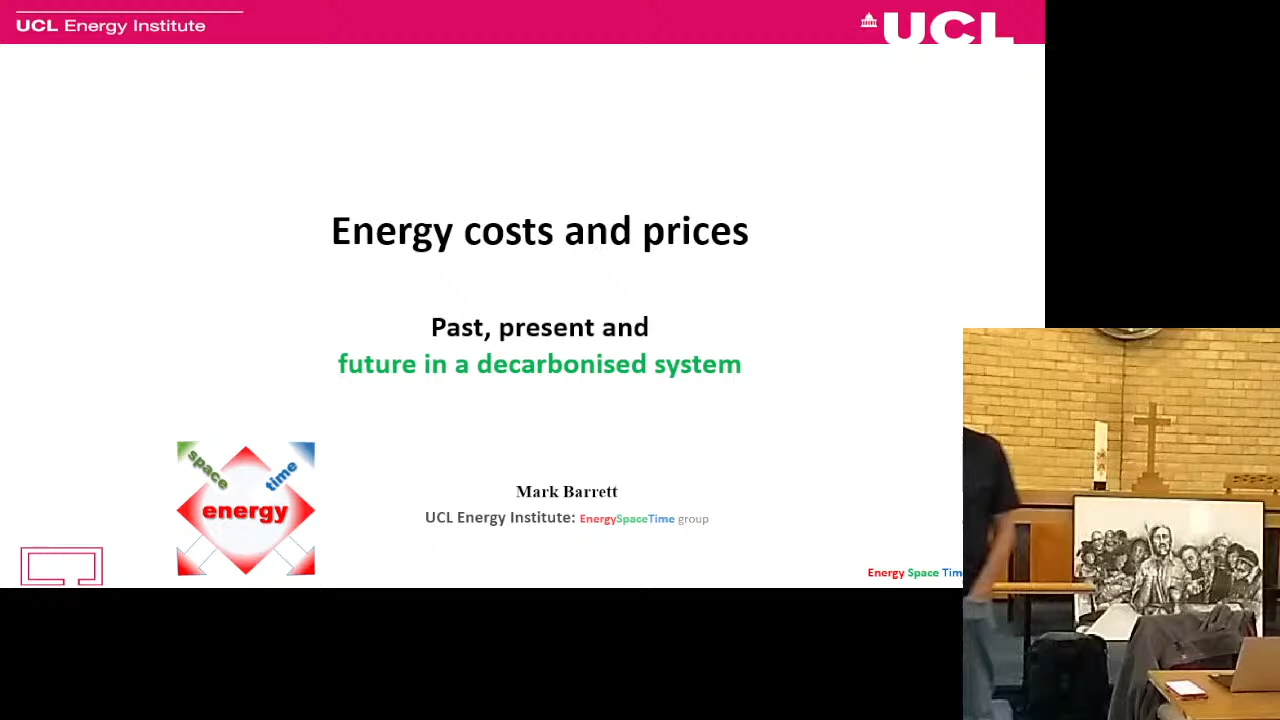 UCL Energy Institute
UCL
Energy costs and prices
Past, present and
future in a decarbonised system
space
time
energy
Mark Barrett
UCL Energy Institute: EnergySpaceTime group
Energy Space Tim